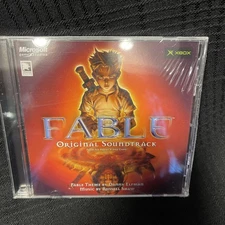 Microsoft
XBOX
FABLE
Original Soundtrack
Fable Theme by Danny Elfman
Music by Russell Shaw